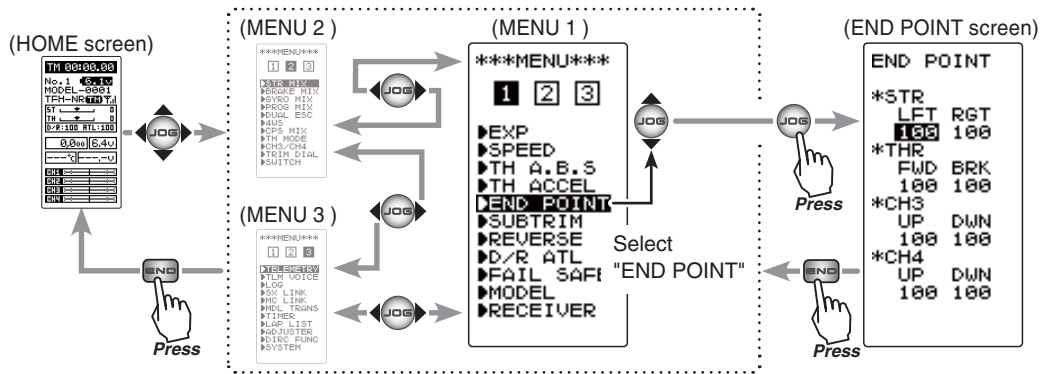 (HOME screen)
TM 00:00.00
No.1 6.1v
MODEL-0001
TFH-NR TM
ST 0
TH 0
D/R:100 ATL:100
6.4v
CH1
CH2
CH3
CH4
JOG
END
Press
(MENU 2 )
***MENU***
1 2 3
STR MIX
BRAKE MIX
GYRO MIX
PROG MIX
DUAL ESC
4WS
CPS MIX
TH MODE
CH3/CH4
TRIM DIAL
SWITCH
JOG
(MENU 3 )
***MENU***
1 2 3
TELEMETRY
TLM VOICE
LOG
SX LINK
MC LINK
MDL TRANS
TIMER
LAP LIST
ADJUSTER
DIRC FUNC
SYSTEM
JOG
JOG
(MENU 1 )
***MENU***
1 2 3
EXP
SPEED
TH A.B.S
TH ACCEL
END POINT
SUBTRIM
REVERSE
D/R ATL
FAIL SAFE
MODEL
RECEIVER
JOG
Select
"END POINT"
JOG
Press
END
Press
(END POINT screen)
END POINT
*STR
LFT RGT
100 100
*THR
FWD BRK
100 100
*CH3
UP DWN
100 100
*CH4
UP DWN
100 100